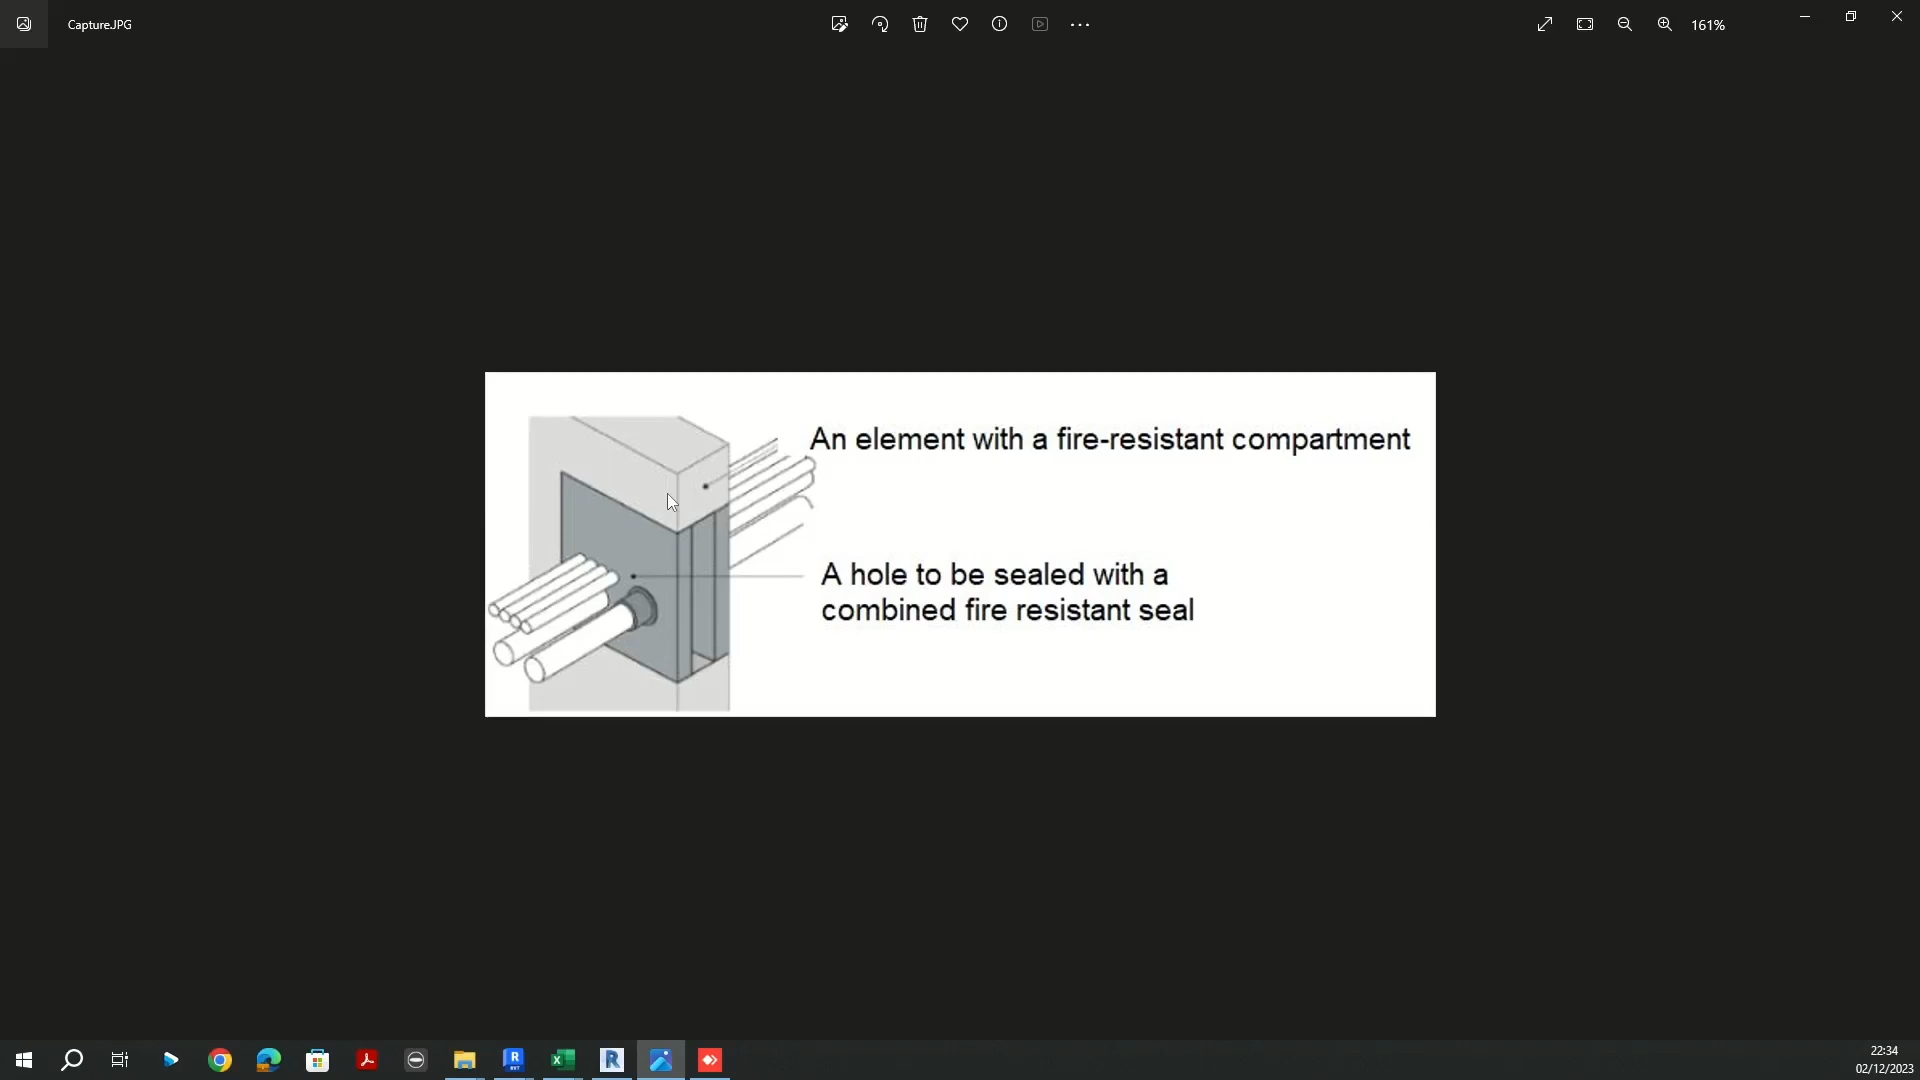 Capture.JPG
161%
An element with a fire-resistant compartment
A hole to be sealed with a
combined fire resistant seal
R
RVT
X
R
22:34
02/12/2023